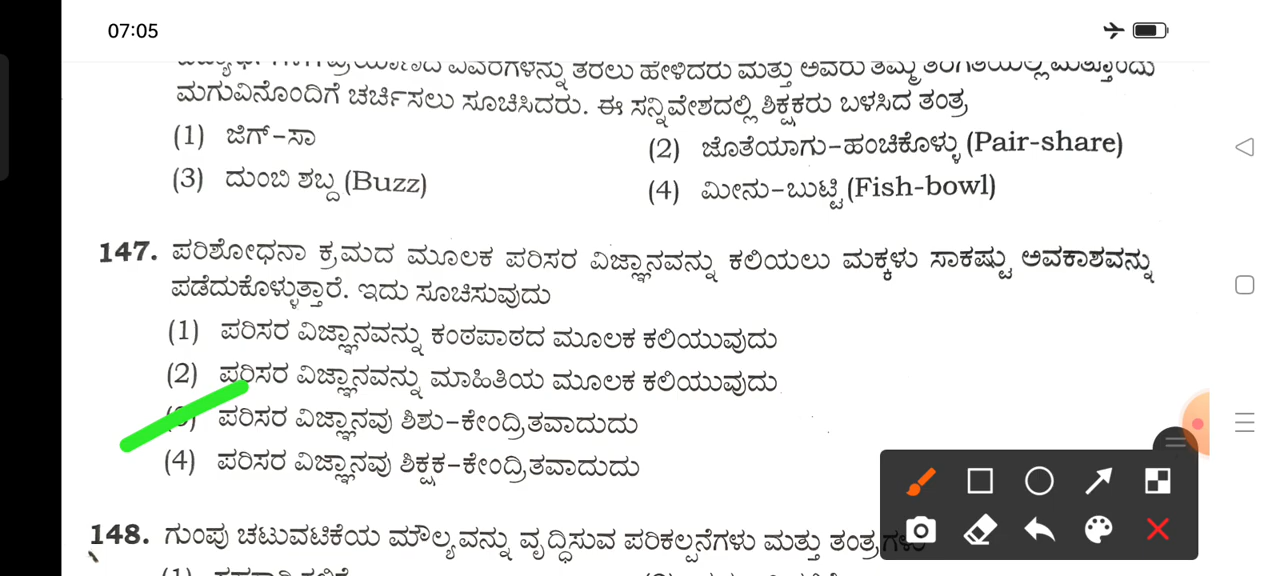 07:05
ಮಗುವಿನೊಂದಿಗೆ ಚರ್ಚಿಸಲು ಸೂಚಿಸಿದರು. ಈ ಸನ್ನಿವೇಶದಲ್ಲಿ ಶಿಕ್ಷಕರು ಬಳಸಿದ ತಂತ್ರ
(1) ಜಿಗ್-ಸಾ
(2) ಜೊತೆಯಾಗು-ಹಂಚಿಕೊಳ್ಳು (Pair-share)
(3) ದುಂಬಿ ಶಬ್ದ (Buzz)
(4) ಮೀನು-ಬುಟ್ಟಿ (Fish-bowl)
147. ಪರಿಶೋಧನಾ ಕ್ರಮದ ಮೂಲಕ ಪರಿಸರ ವಿಜ್ಞಾನವನ್ನು ಕಲಿಯಲು ಮಕ್ಕಳು ಸಾಕಷ್ಟು ಅವಕಾಶವನ್ನು
ಪಡೆದುಕೊಳ್ಳುತ್ತಾರೆ. ಇದು ಸೂಚಿಸುವುದು
(1) ಪರಿಸರ ವಿಜ್ಞಾನವನ್ನು ಕಂಠಪಾಠದ ಮೂಲಕ ಕಲಿಯುವುದು
(2) ಪರಿಸರ ವಿಜ್ಞಾನವನ್ನು ಮಾಹಿತಿಯ ಮೂಲಕ ಕಲಿಯುವುದು
(3) ಪರಿಸರ ವಿಜ್ಞಾನವು ಶಿಶು-ಕೇಂದ್ರಿತವಾದುದು
(4) ಪರಿಸರ ವಿಜ್ಞಾನವು ಶಿಕ್ಷಕ-ಕೇಂದ್ರಿತವಾದುದು
148. ಗುಂಪು ಚಟುವಟಿಕೆಯ ಮೌಲ್ಯವನ್ನು ವೃದ್ಧಿಸುವ ಪರಿಕಲ್ಪನೆಗಳು ಮತ್ತು ತಂತ್ರಗಳು